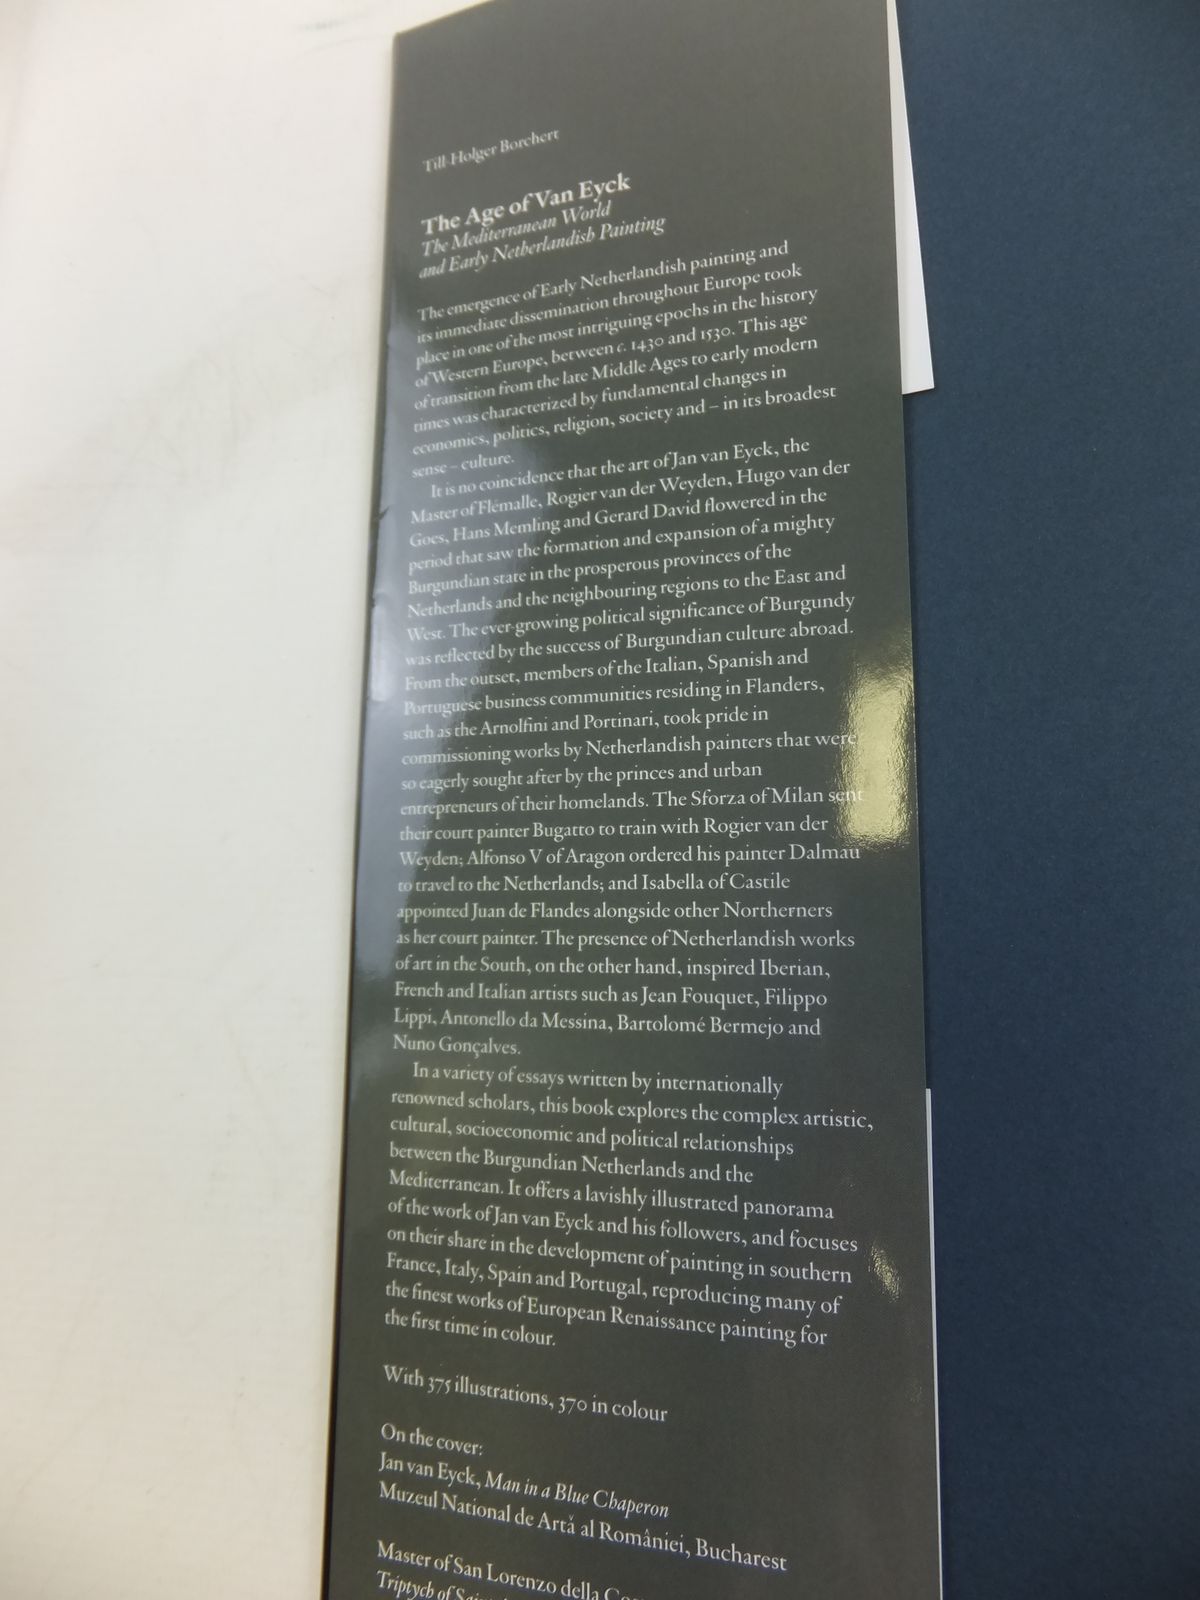 Till-Holger Borchert
The Age of Van Eyck
The Mediterranean World
and Early Netherlandish Painting
The emergence of Early Netherlandish painting and
its immediate dissemination throughout Europe took
place in one of the most intriguing epochs in the history
of Western Europe, between c. 1430 and 1530. This age
of transition from the late Middle Ages to early modern
times was characterized by fundamental changes in
economics, politics, religion, society and – in its broadest
sense – culture.
It is no coincidence that the art of Jan van Eyck, the
Master of Flémalle, Rogier van der Weyden, Hugo van der
Goes, Hans Memling and Gerard David flowered in the
period that saw the formation and expansion of a mighty
Burgundian state in the prosperous provinces of the
Netherlands and the neighbouring regions to the East and
West. The ever-growing political significance of Burgundy
was reflected by the success of Burgundian culture abroad.
From the outset, members of the Italian, Spanish and
Portuguese business communities residing in Flanders,
such as the Arnolfini and Portinari, took pride in
commissioning works by Netherlandish painters that were
so eagerly sought after by the princes and urban
entrepreneurs of their homelands. The Sforza of Milan sent
their court painter Bugatto to train with Rogier van der
Weyden; Alfonso V of Aragon ordered his painter Dalmau
to travel to the Netherlands; and Isabella of Castile
appointed Juan de Flandes alongside other Northerners
as her court painter. The presence of Netherlandish works
of art in the South, on the other hand, inspired Iberian,
French and Italian artists such as Jean Fouquet, Filippo
Lippi, Antonello da Messina, Bartolomé Bermejo and
Nuno Gonçalves.
In a variety of essays written by internationally
renowned scholars, this book explores the complex artistic,
cultural, socioeconomic and political relationships
between the Burgundian Netherlands and the
Mediterranean. It offers a lavishly illustrated panorama
of the work of Jan van Eyck and his followers, and focuses
on their share in the development of painting in southern
France, Italy, Spain and Portugal, reproducing many of
the finest works of European Renaissance painting for
the first time in colour.
With 375 illustrations, 370 in colour
On the cover:
Jan van Eyck, Man in a Blue Chaperon
Muzeul National de Artă al României, Bucharest
Master of San Lorenzo della
Triptych of